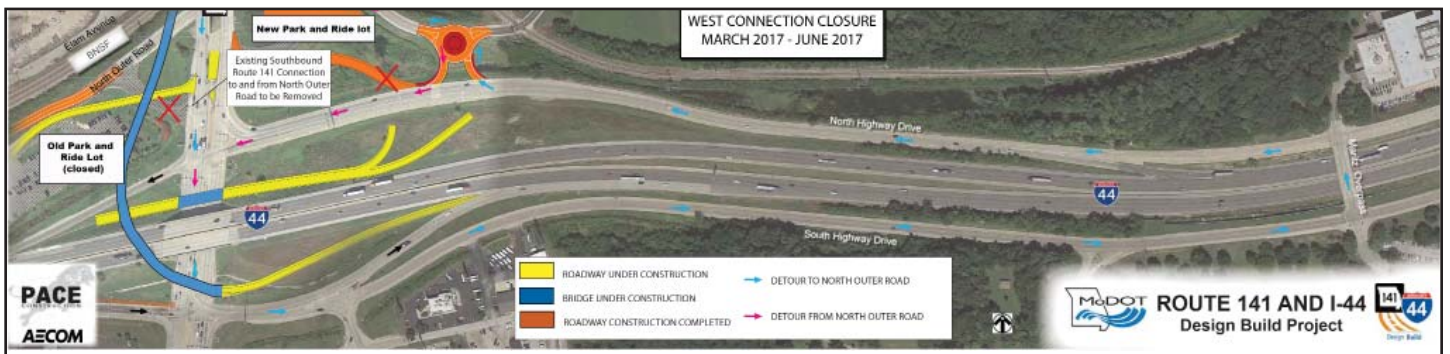 WEST CONNECTION CLOSURE
MARCH 2017 - JUNE 2017
New Park and Ride lot
Elam Avenue
BNSF
North Outer Road
Existing Southbound
Route 141 Connection
to and from North Outer
Road to be Removed
Old Park and
Ride Lot
(closed)
North Highway Drive
44
44
South Highway Drive
ROADWAY UNDER CONSTRUCTION
BRIDGE UNDER CONSTRUCTION
ROADWAY CONSTRUCTION COMPLETED
DETOUR TO NORTH OUTER ROAD
DETOUR FROM NORTH OUTER ROAD
PACE
CONSTRUCTION
AECOM
MoDOT
ROUTE 141 AND I-44
Design Build Project
141
44
Design Build